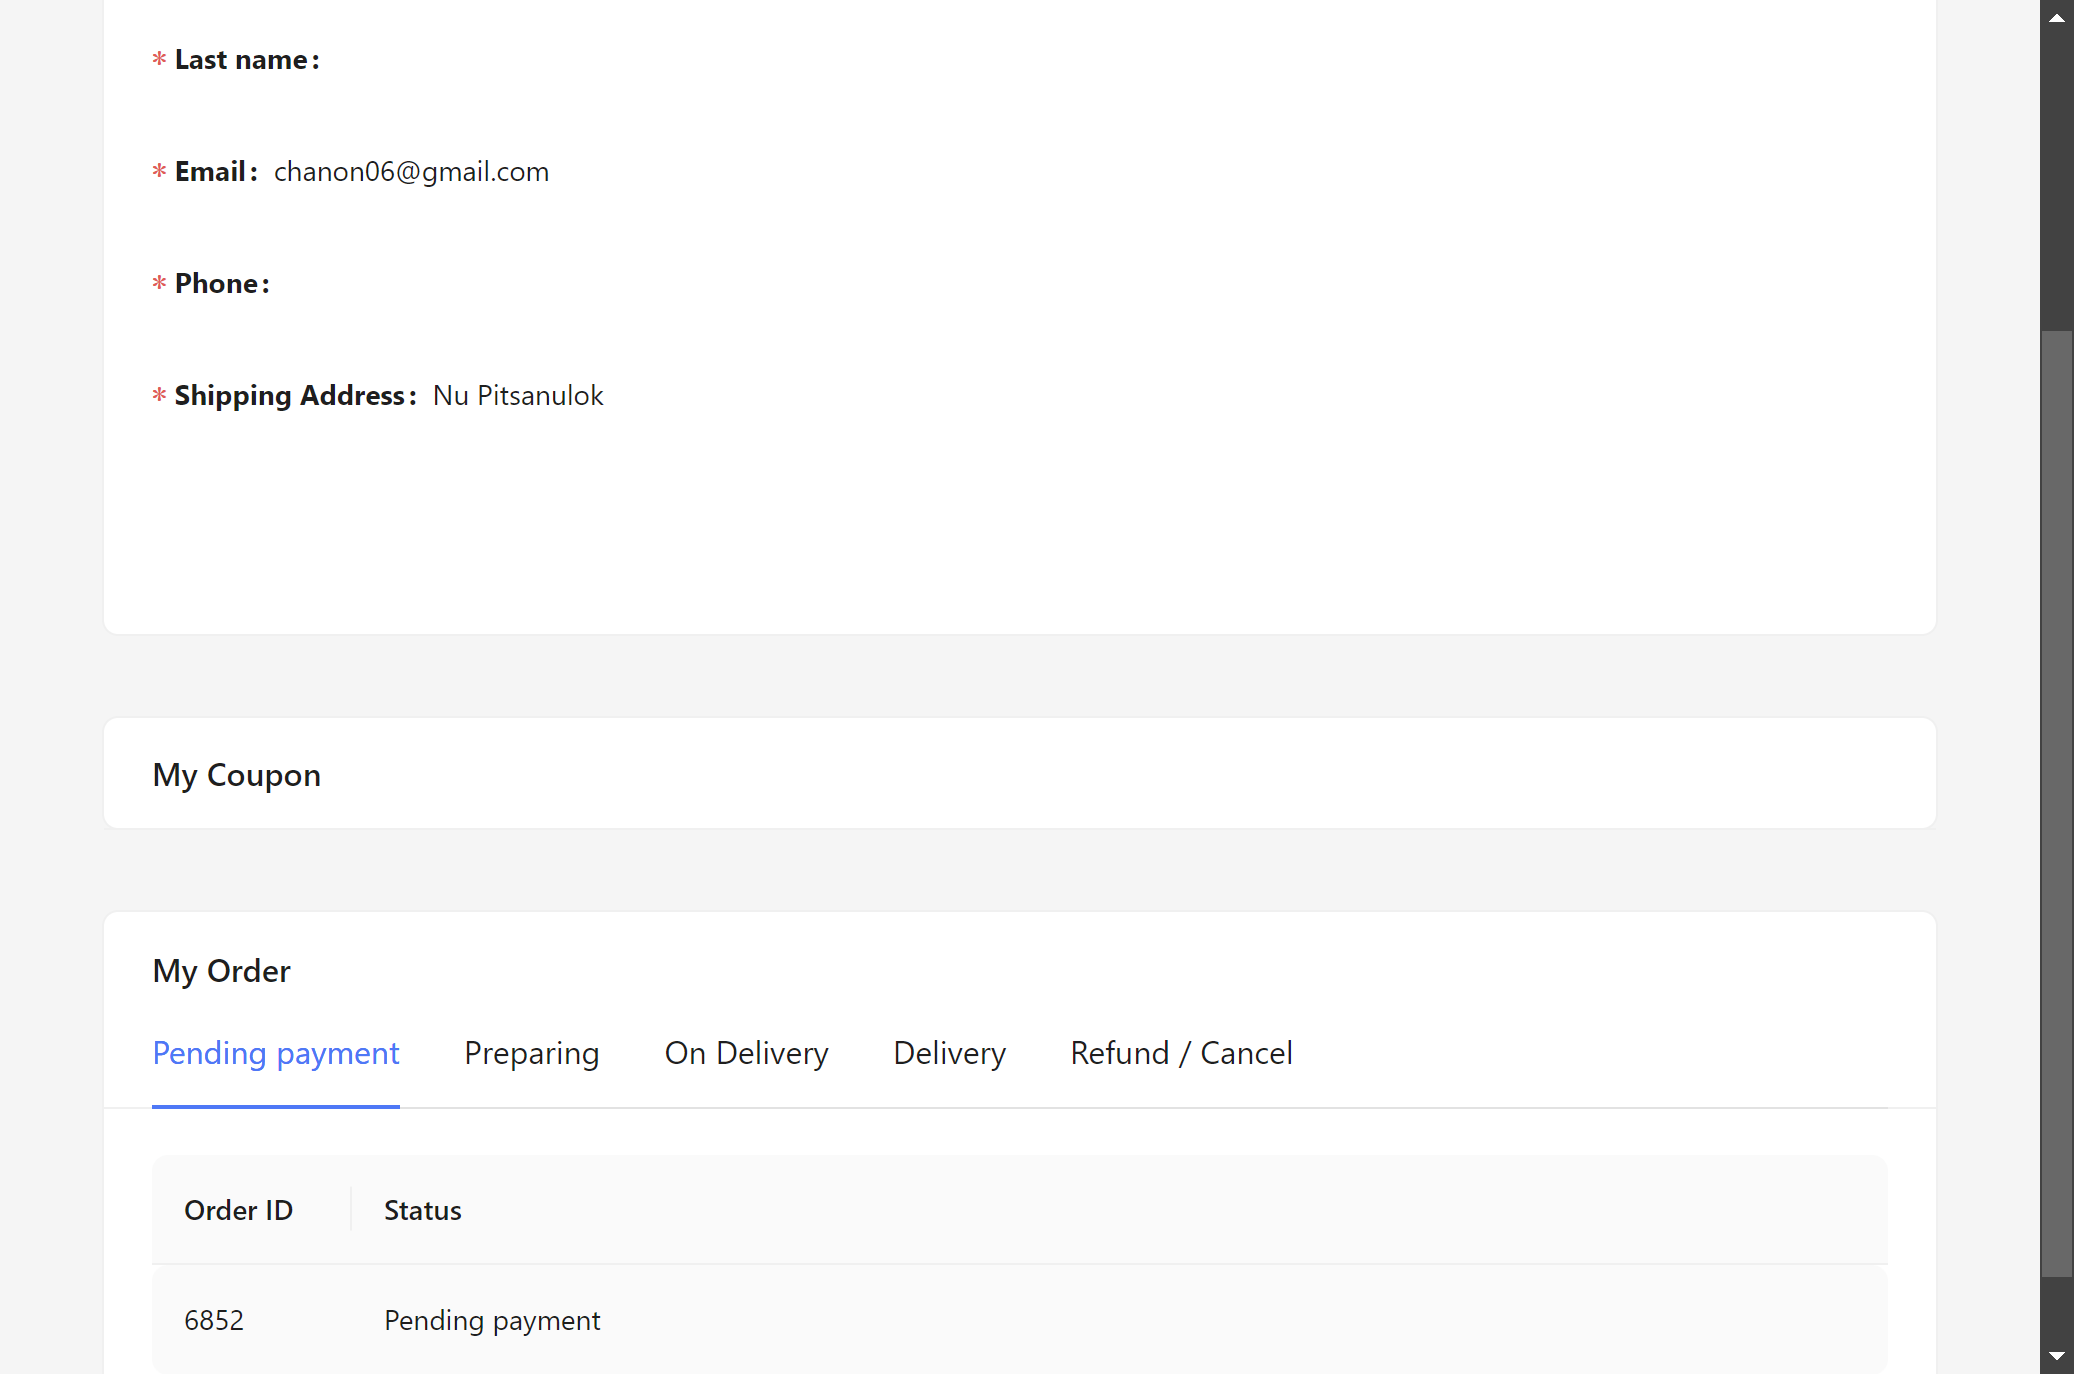 * Last name:
* Email: chanon06@gmail.com
* Phone:
* Shipping Address: Nu Pitsanulok
My Coupon
My Order
Pending payment Preparing On Delivery Delivery Refund / Cancel
Order ID Status
6852 Pending payment